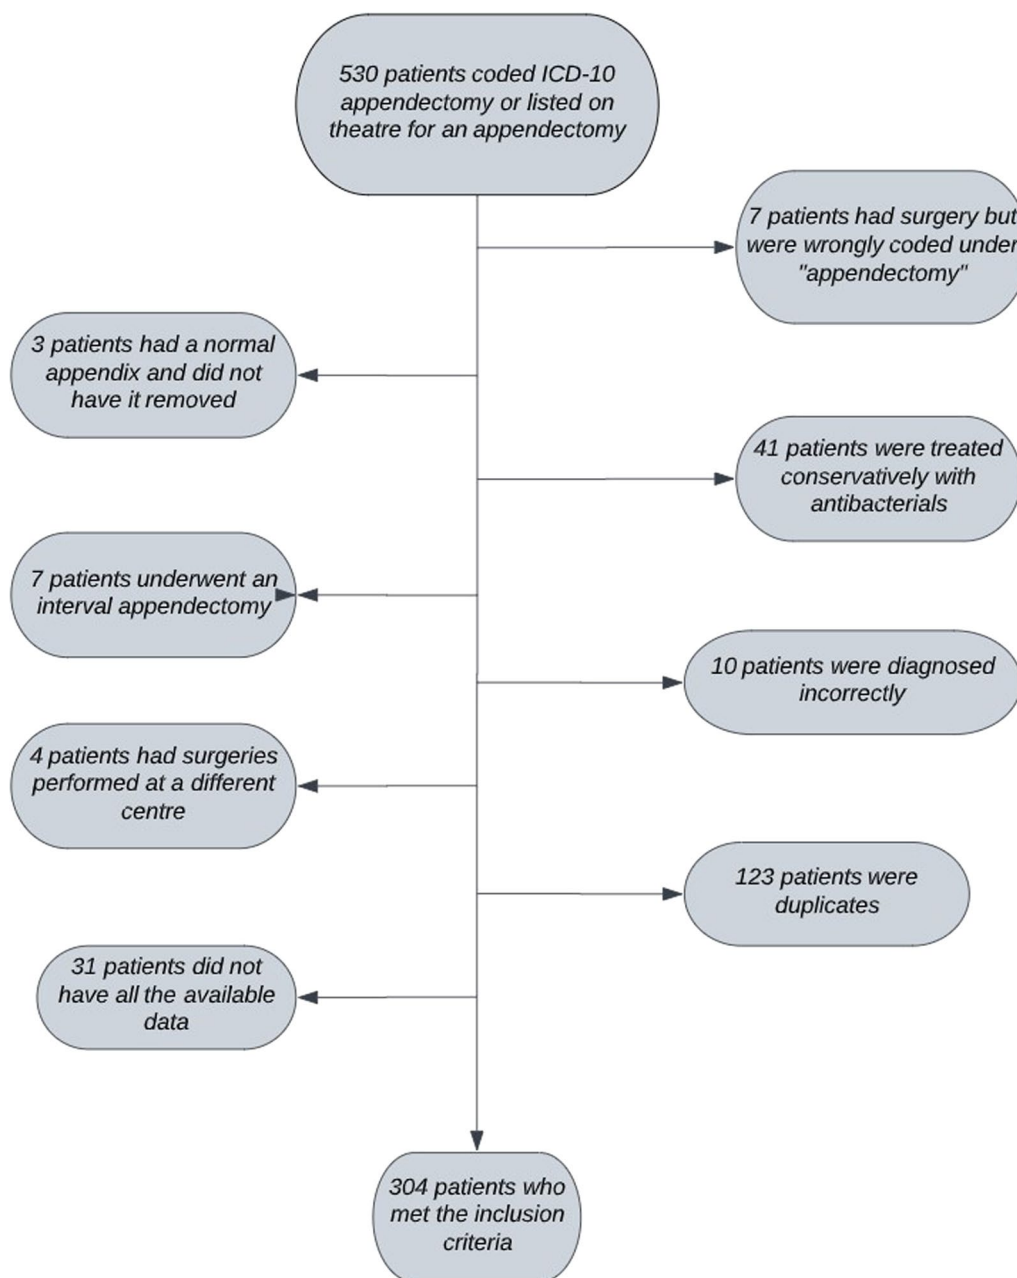 530 patients coded ICD-10
appendectomy or listed on
theatre for an appendectomy
7 patients had surgery but
were wrongly coded under
"appendectomy"
3 patients had a normal
appendix and did not
have it removed
41 patients were treated
conservatively with
antibacterials
7 patients underwent an
interval appendectomy
10 patients were diagnosed
incorrectly
4 patients had surgeries
performed at a different
centre
123 patients were
duplicates
31 patients did not
have all the available
data
304 patients who
met the inclusion
criteria